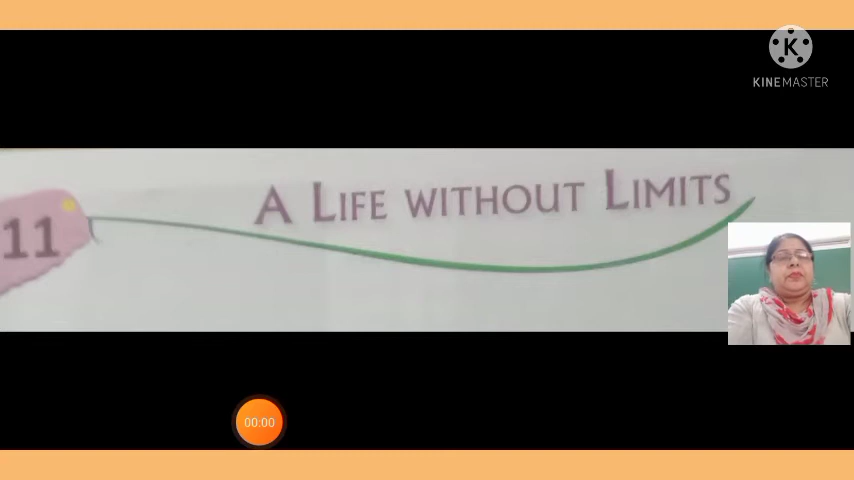 K
KINEMASTER
11
A LIFE WITHOUT LIMITS
00:00